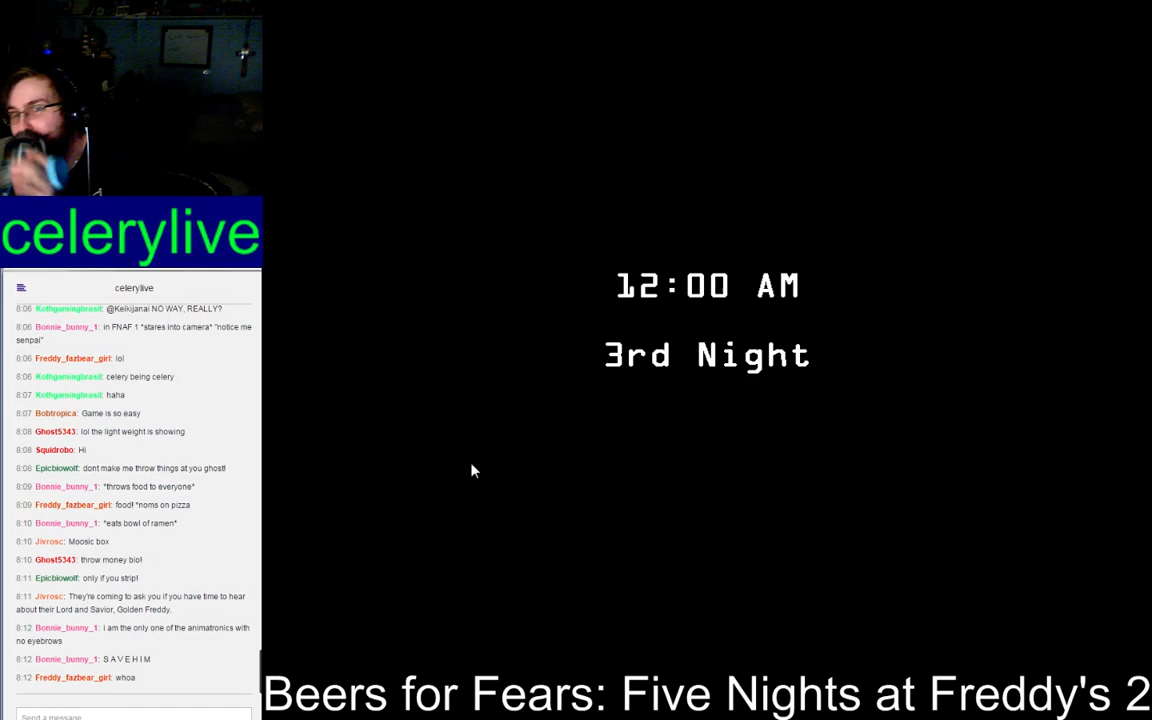 celerylive
celerylive
8:06 Kothgamingbrasil: @Keikijanai NO WAY, REALLY?
8:06 Bonnie_bunny_1: in FNAF 1 *stares into camera* "notice me
senpai"
8:06 Freddy_fazbear_girl: lol
8:06 Kothgamingbrasil: celery being celery
8:07 Kothgamingbrasil: haha
8:07 Bobtropica: Game is so easy
8:08 Ghost5343: lol the light weight is showing
8:08 Squidrobo: Hi
8:08 Epicbiowolf: dont make me throw things at you ghost!
8:09 Bonnie_bunny_1: *throws food to everyone*
8:09 Freddy_fazbear_girl: food! *noms on pizza
8:10 Bonnie_bunny_1: *eats bowl of ramen*
8:10 Jivrosc: Moosic box
8:10 Ghost5343: throw money bio!
8:11 Epicbiowolf: only if you strip!
8:11 Jivrosc: They're coming to ask you if you have time to hear
about their Lord and Savior, Golden Freddy.
8:12 Bonnie_bunny_1: i am the only one of the animatronics with
no eyebrows
8:12 Bonnie_bunny_1: S A V E H I M
8:12 Freddy_fazbear_girl: whoa
Send a message
12:00 AM
3rd Night
Beers for Fears: Five Nights at Freddy's 2